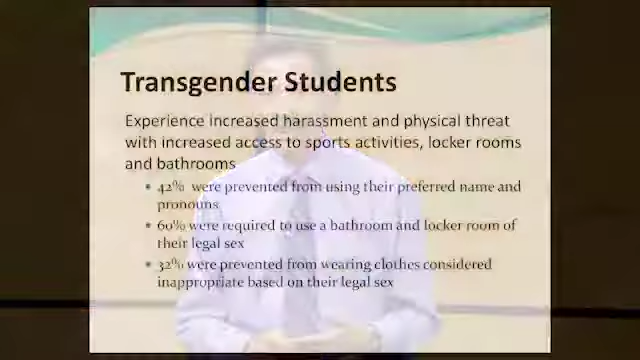 Transgender Students
Experience increased harassment and physical threat
with increased access to sports activities, locker rooms
and bathrooms
• 42% were prevented from using their preferred name and
pronouns
• 60% were required to use a bathroom and locker room of
their legal sex
• 32% were prevented from wearing clothes considered
inappropriate based on their legal sex